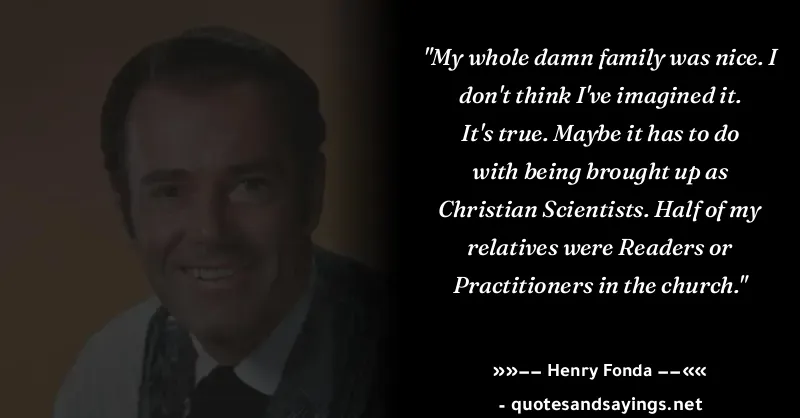 "My whole damn family was nice. I
don't think I've imagined it.
It's true. Maybe it has to do
with being brought up as
Christian Scientists. Half of my
relatives were Readers or
Practitioners in the church."
»»−− Henry Fonda −−««
- quotesandsayings.net